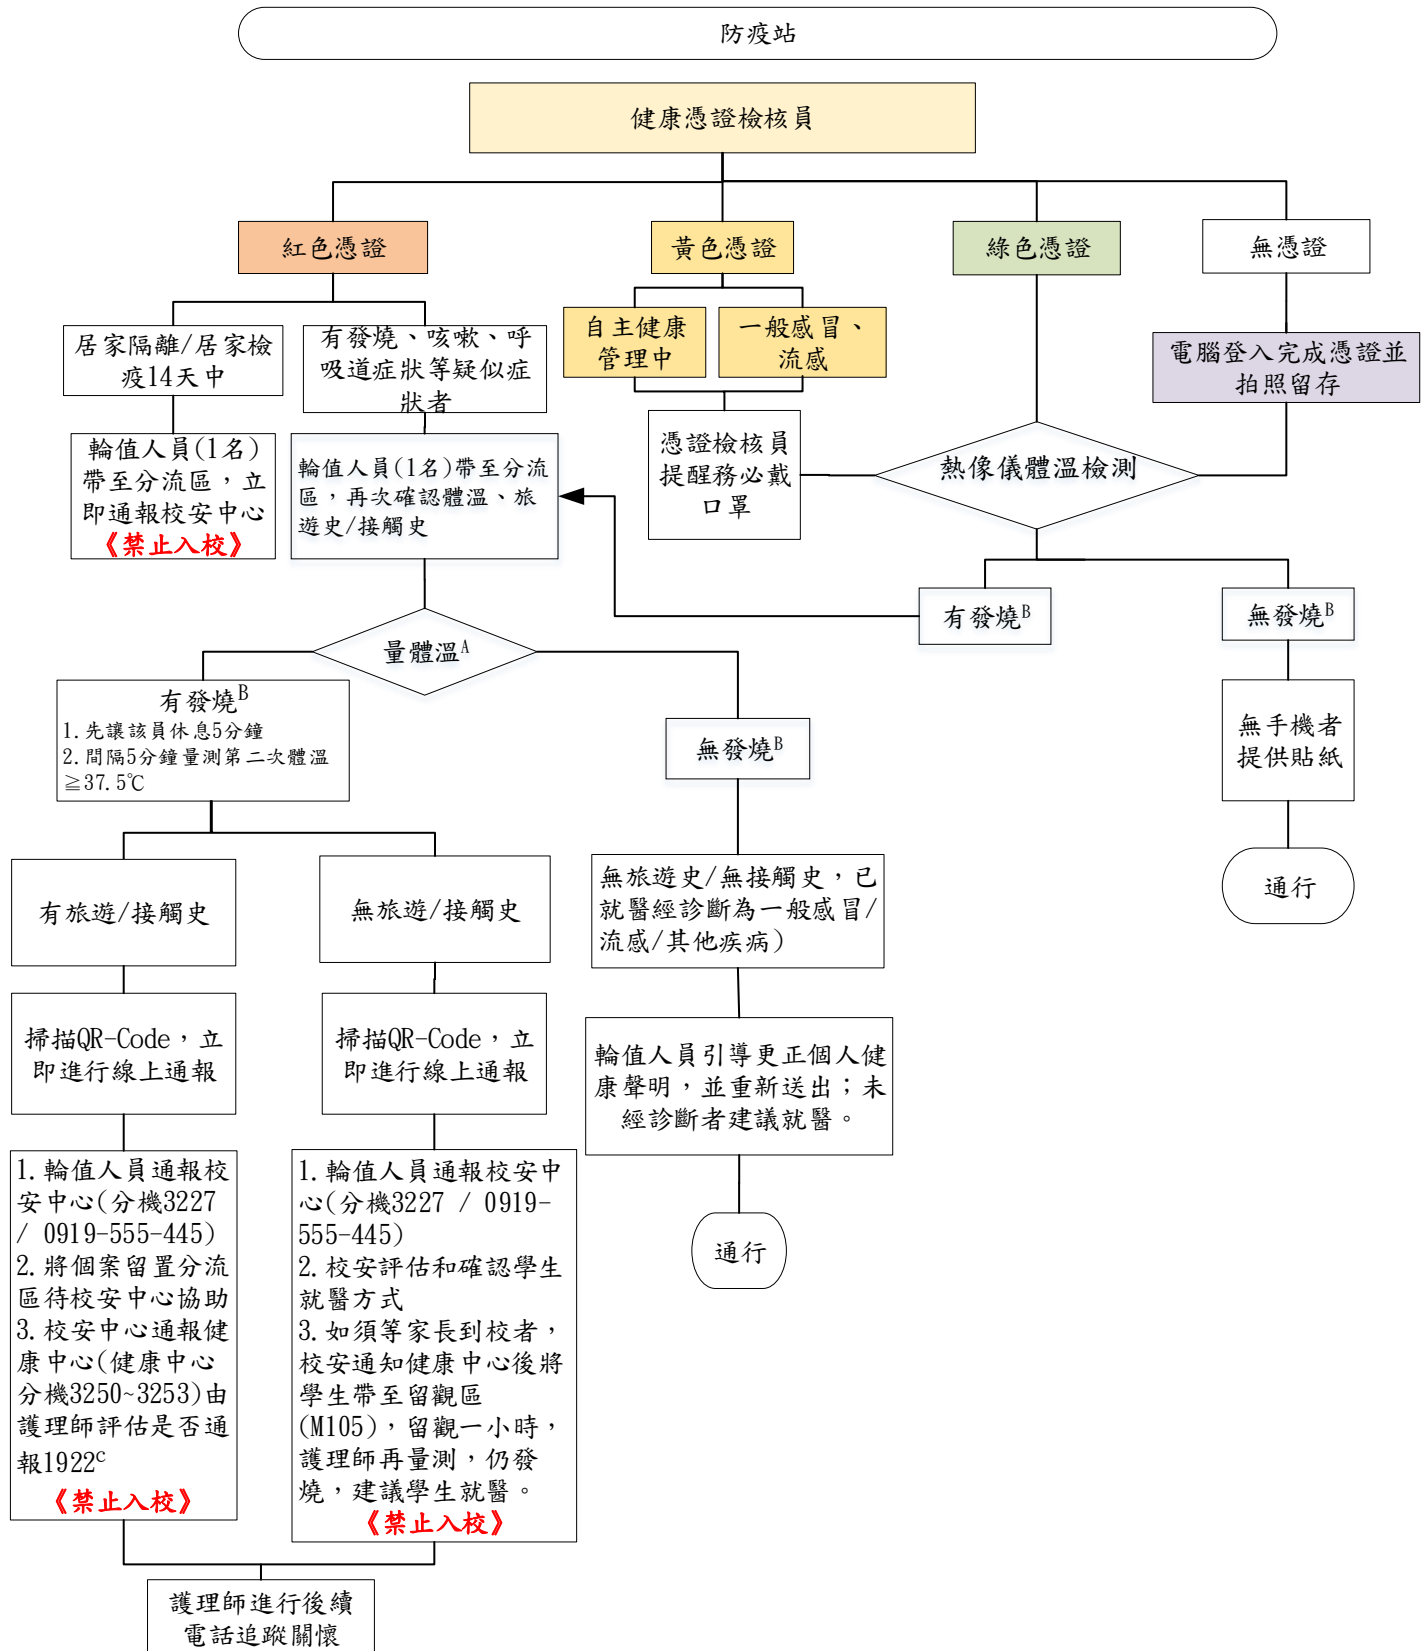 防疫站
健康憑證檢核員
紅色憑證
黃色憑證
綠色憑證
無憑證
居家隔離/居家檢
疫14天中
有發燒、咳嗽、呼
吸道症狀等疑似症
狀者
自主健康
管理中
一般感冒、
流感
電腦登入完成憑證並
拍照留存
輪值人員(1名)
帶至分流區，立
即通報校安中心
《禁止入校》
輪值人員(1名)帶至分流
區，再次確認體溫、旅
遊史/接觸史
憑證檢核員
提醒務必戴
口罩
熱像儀體溫檢測
有發燒B
無發燒B
量體溫A
有發燒B
1.先讓該員休息5分鐘
2.間隔5分鐘量測第二次體溫
≧37.5℃
無發燒B
無手機者
提供貼紙
通行
有旅遊/接觸史
無旅遊/接觸史
無旅遊史/無接觸史，已
就醫經診斷為一般感冒/
流感/其他疾病)
掃描QR-Code，立
即進行線上通報
掃描QR-Code，立
即進行線上通報
輪值人員引導更正個人健
康聲明，並重新送出；未
經診斷者建議就醫。
1.輪值人員通報校
安中心(分機3227
/ 0919-555-445)
2.將個案留置分流
區待校安中心協助
3.校安中心通報健
康中心(健康中心
分機3250~3253)由
護理師評估是否通
報1922c
《禁止入校》
1.輪值人員通報校安中
心(分機3227 / 0919-
555-445)
2.校安評估和確認學生
就醫方式
3.如須等家長到校者，
校安通知健康中心後將
學生帶至留觀區
(M105)，留觀一小時，
護理師再量測，仍發
燒，建議學生就醫。
《禁止入校》
通行
護理師進行後續
電話追蹤關懷